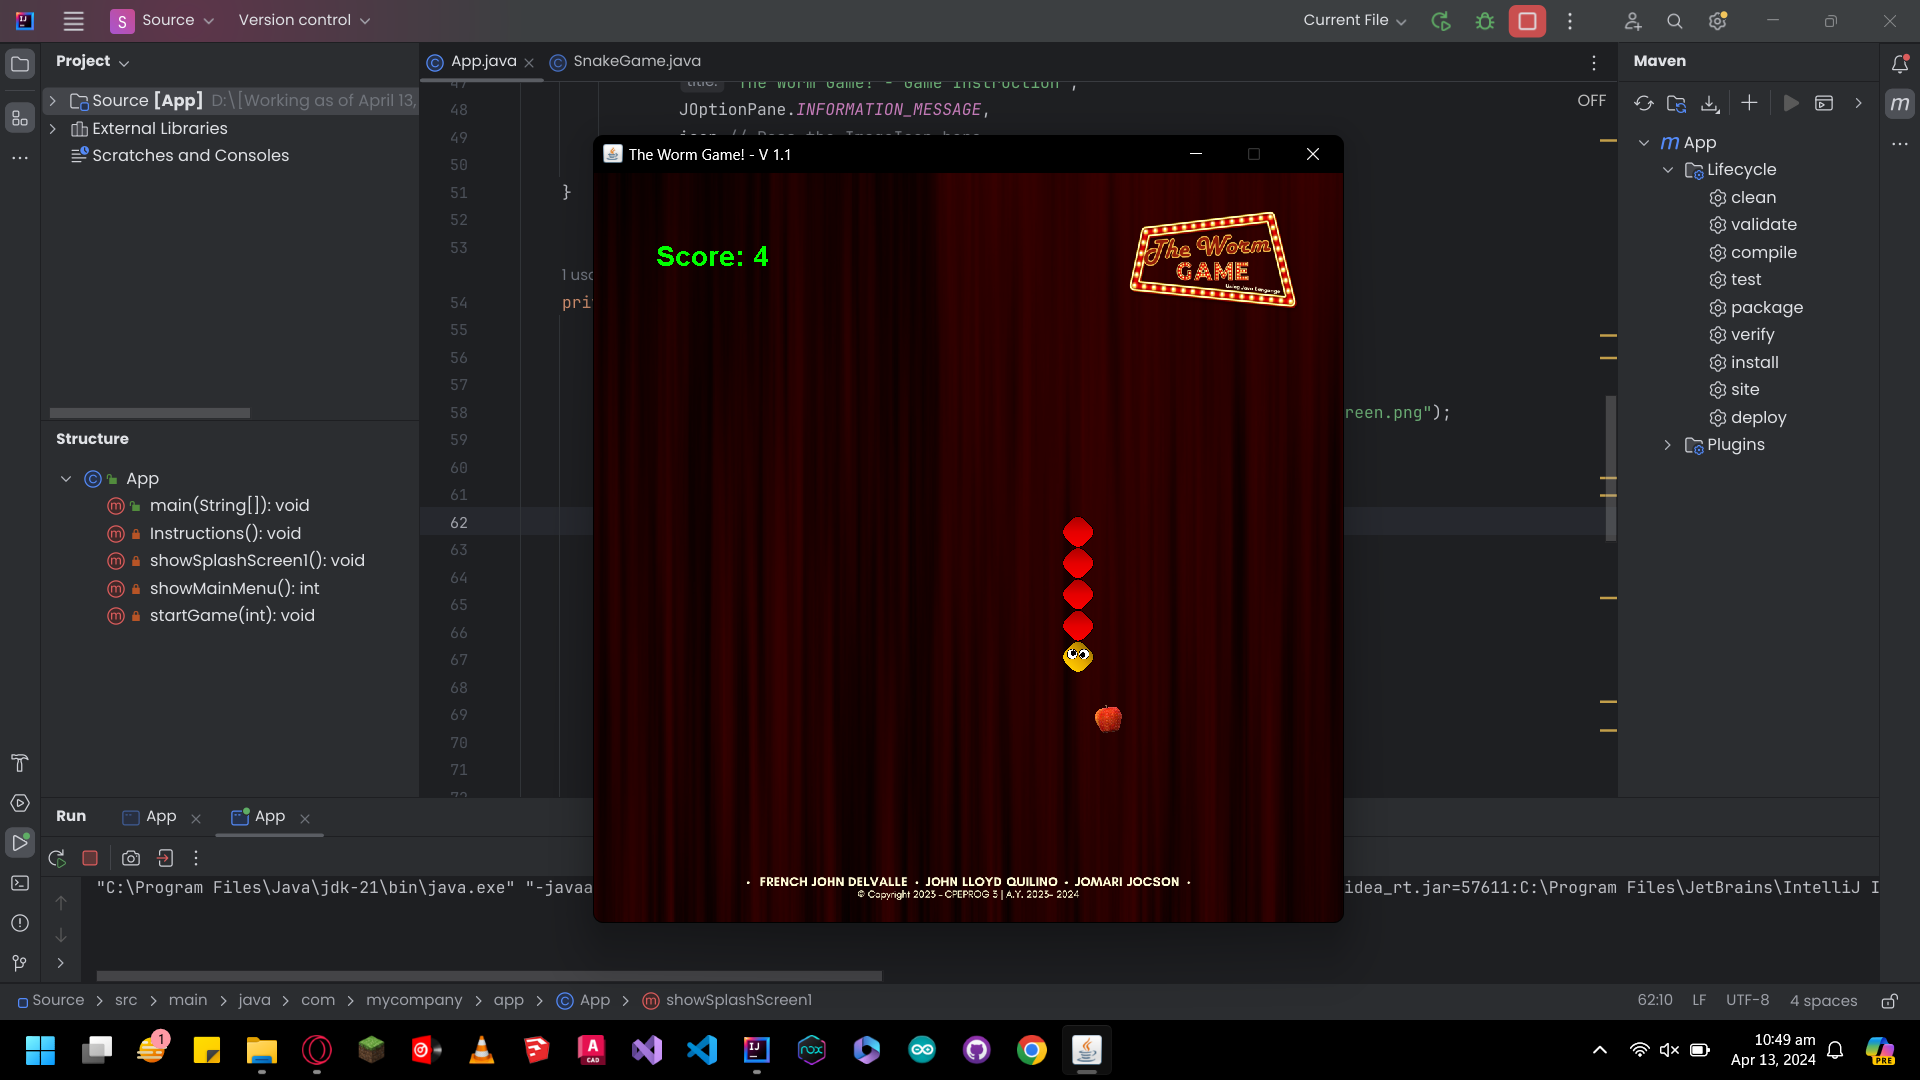 S Source Version control Current File
Project
Source [App] D:\[Working as of April 13,
External Libraries
Scratches and Consoles
App.java SnakeGame.java
OFF
47 title: "The Worm Game! - Game Instruction",
48 JOptionPane.INFORMATION_MESSAGE,
49
50
51 }
52
53
54
55
56
57
58 reen.png");
59
60
61
62
63
64
65
66
67
68
69
70
71
The Worm Game! - V 1.1
Score: 4
The Worm
GAME
Using Java Language
• FRENCH JOHN DELVALLE • JOHN LLOYD QUILINO • JOMARI JOCSON •
© Copyright 2023 - CPEPROG 3 | A.Y. 2023- 2024
Maven
m App
Lifecycle
clean
validate
compile
test
package
verify
install
site
deploy
Plugins
Structure
App
main(String[]): void
Instructions(): void
showSplashScreen1(): void
showMainMenu(): int
startGame(int): void
Run App App
"C:\Program Files\Java\jdk-21\bin\java.exe" "-javaa
idea_rt.jar=57611:C:\Program Files\JetBrains\IntelliJ I
Source > src > main > java > com > mycompany > app > App > showSplashScreen1
62:10 LF UTF-8 4 spaces
1
10:49 am
Apr 13, 2024
PRE